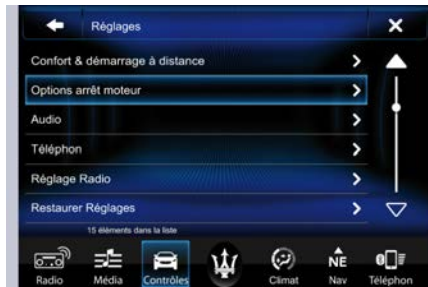 Réglages
Confort & démarrage à distance
Options arrêt moteur
Audio
Téléphon
Réglage Radio
Restaurer Réglages
15 éléments dans la liste
NE
Radio Média Contrôles Climat Nav Téléphon